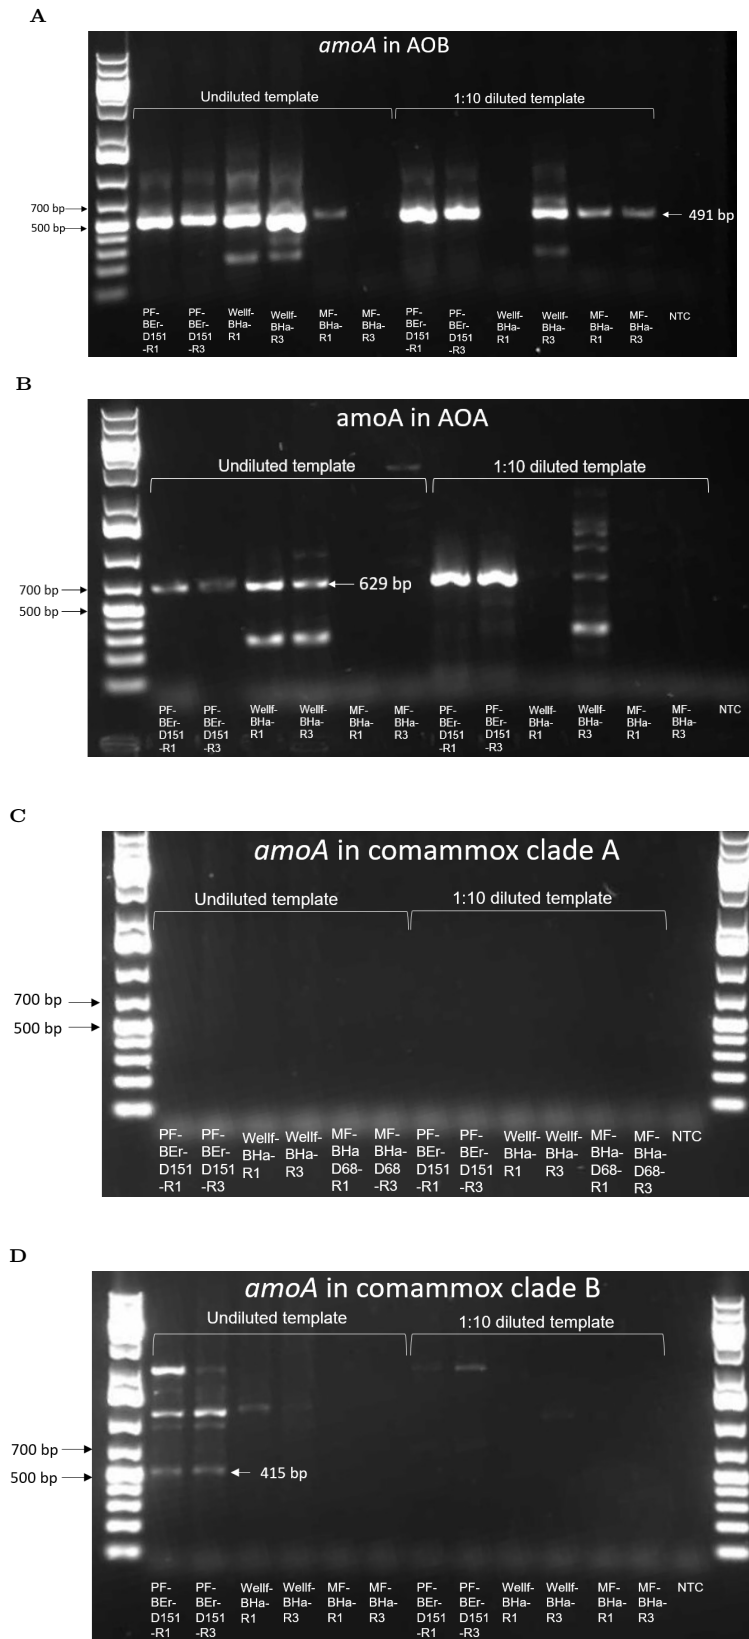 A
amoA in AOB
Undiluted template
1:10 diluted template
700 bp
500 bp
491 bp
PF-
BEr-
D151
-R1
PF-
BEr-
D151
-R3
Wellf-
BHa-
R1
Wellf-
BHa-
R3
MF-
BHa-
R1
MF-
BHa-
R3
PF-
BEr-
D151
-R1
PF-
BEr-
D151
-R3
Wellf-
BHa-
R1
Wellf-
BHa-
R3
MF-
BHa-
R1
MF-
BHa-
R3
NTC
B
amoA in AOA
Undiluted template
1:10 diluted template
629 bp
700 bp
500 bp
PF-
BEr-
D151
-R1
PF-
BEr-
D151
-R3
Wellf-
BHa-
R1
Wellf-
BHa-
R3
MF-
BHa-
R1
MF-
BHa-
R3
PF-
BEr-
D151
-R1
PF-
BEr-
D151
-R3
Wellf-
BHa-
R1
Wellf-
BHa-
R3
MF-
BHa-
R1
MF-
BHa-
R3
NTC
C
amoA in comammox clade A
Undiluted template
1:10 diluted template
700 bp
500 bp
PF-
BEr-
D151
-R1
PF-
BEr-
D151
-R3
Wellf-
BHa-
R1
Wellf-
BHa-
R3
MF-
BHa
D68-
R1
MF-
BHa-
D68
-R3
PF-
BEr-
D151
-R1
PF-
BEr-
D151
-R3
Wellf-
BHa-
R1
Wellf-
BHa-
R3
MF-
BHa-
D68-
R1
MF-
BHa-
D68-
R3
NTC
D
amoA in comammox clade B
Undiluted template
1:10 diluted template
700 bp
500 bp
415 bp
PF-
BEr-
D151
-R1
PF-
BEr-
D151
-R3
Wellf-
BHa-
R1
Wellf-
BHa-
R3
MF-
BHa-
R1
MF-
BHa-
R3
PF-
BEr-
D151
-R1
PF-
BEr-
D151
-R3
Wellf-
BHa-
R1
Wellf-
BHa-
R3
MF-
BHa-
R1
MF-
BHa-
R3
NTC